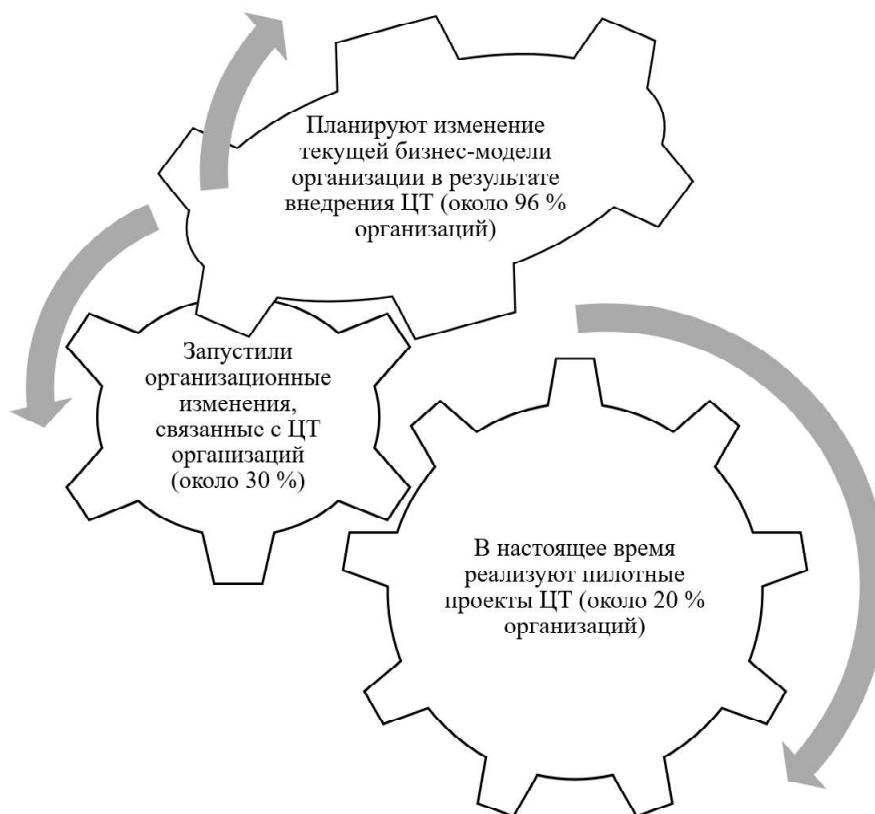 Планируют изменение
текущей бизнес-модели
организации в результате
внедрения ЦТ (около 96 %
организаций)
Запустили
организационные
изменения,
связанные с ЦТ
организаций
(около 30 %)
В настоящее время
реализуют пилотные
проекты ЦТ (около 20 %
организаций)